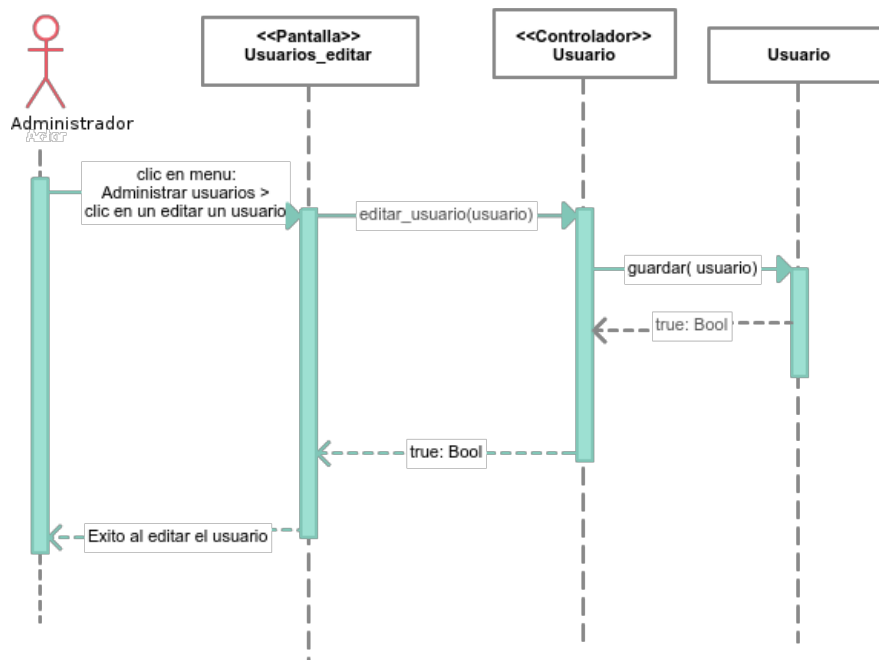 <<Pantalla>>
Usuarios_editar
<<Controlador>>
Usuario
Usuario
Administrador
Actor
clic en menu:
Administrar usuarios >
clic en un editar un usuario
editar_usuario(usuario)
guardar( usuario)
true: Bool
true: Bool
Exito al editar el usuario